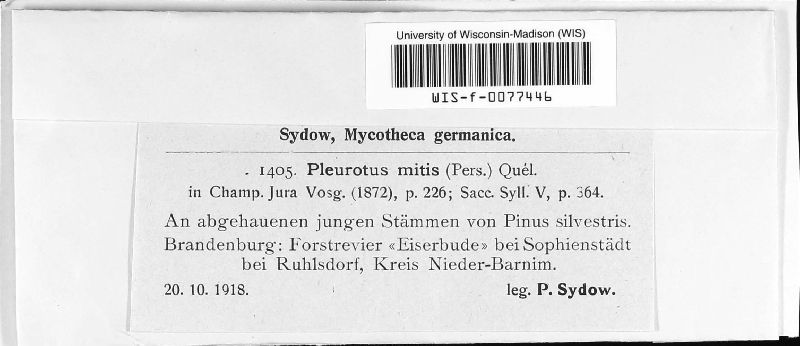 University of Wisconsin-Madison (WIS)
WIS-f-0077446
Sydow, Mycotheca germanica.
1405. Pleurotus mitis (Pers.) Quél.
in Champ. Jura Vosg. (1872), p. 226; Sacc. Syll. V, p. 364.
An abgehauenen jungen Stämmen von Pinus silvestris.
Brandenburg: Forstrevier «Eiserbude» bei Sophienstädt
bei Ruhlsdorf, Kreis Nieder-Barnim.
20. 10. 1918. leg. P. Sydow.